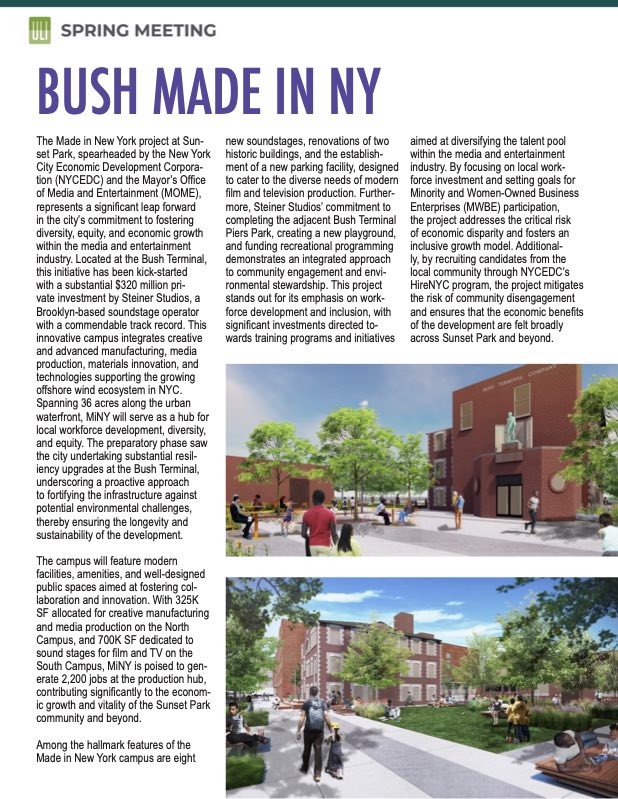 ULI SPRING MEETING
BUSH MADE IN NY
The Made in New York project at Sun-
set Park, spearheaded by the New York
City Economic Development Corpora-
tion (NYCEDC) and the Mayor's Office
of Media and Entertainment (MOME),
represents a significant leap forward
in the city's commitment to fostering
diversity, equity, and economic growth
within the media and entertainment
industry. Located at the Bush Terminal,
this initiative has been kick-started
with a substantial $320 million pri-
vate investment by Steiner Studios, a
Brooklyn-based soundstage operator
with a commendable track record. This
innovative campus integrates creative
and advanced manufacturing, media
production, materials innovation, and
technologies supporting the growing
offshore wind ecosystem in NYC.
Spanning 36 acres along the urban
waterfront, MiNY will serve as a hub for
local workforce development, diversity,
and equity. The preparatory phase saw
the city undertaking substantial resil-
iency upgrades at the Bush Terminal,
underscoring a proactive approach
to fortifying the infrastructure against
potential environmental challenges,
thereby ensuring the longevity and
sustainability of the development.
The campus will feature modern
facilities, amenities, and well-designed
public spaces aimed at fostering col-
laboration and innovation. With 325K
SF allocated for creative manufacturing
and media production on the North
Campus, and 700K SF dedicated to
sound stages for film and TV on the
South Campus, MiNY is poised to gen-
erate 2,200 jobs at the production hub,
contributing significantly to the econom-
ic growth and vitality of the Sunset Park
community and beyond.
Among the hallmark features of the
Made in New York campus are eight
new soundstages, renovations of two
historic buildings, and the establish-
ment of a new parking facility, designed
to cater to the diverse needs of modern
film and television production. Further-
more, Steiner Studios' commitment to
completing the adjacent Bush Terminal
Piers Park, creating a new playground,
and funding recreational programming
demonstrates an integrated approach
to community engagement and envi-
ronmental stewardship. This project
stands out for its emphasis on work-
force development and inclusion, with
significant investments directed to-
wards training programs and initiatives
aimed at diversifying the talent pool
within the media and entertainment
industry. By focusing on local work-
force investment and setting goals for
Minority and Women-Owned Business
Enterprises (MWBE) participation,
the project addresses the critical risk
of economic disparity and fosters an
inclusive growth model. Additional-
ly, by recruiting candidates from the
local community through NYCEDC's
HireNYC program, the project mitigates
the risk of community disengagement
and ensures that the economic benefits
of the development are felt broadly
across Sunset Park and beyond.
BUSH TERMINAL COMPANY